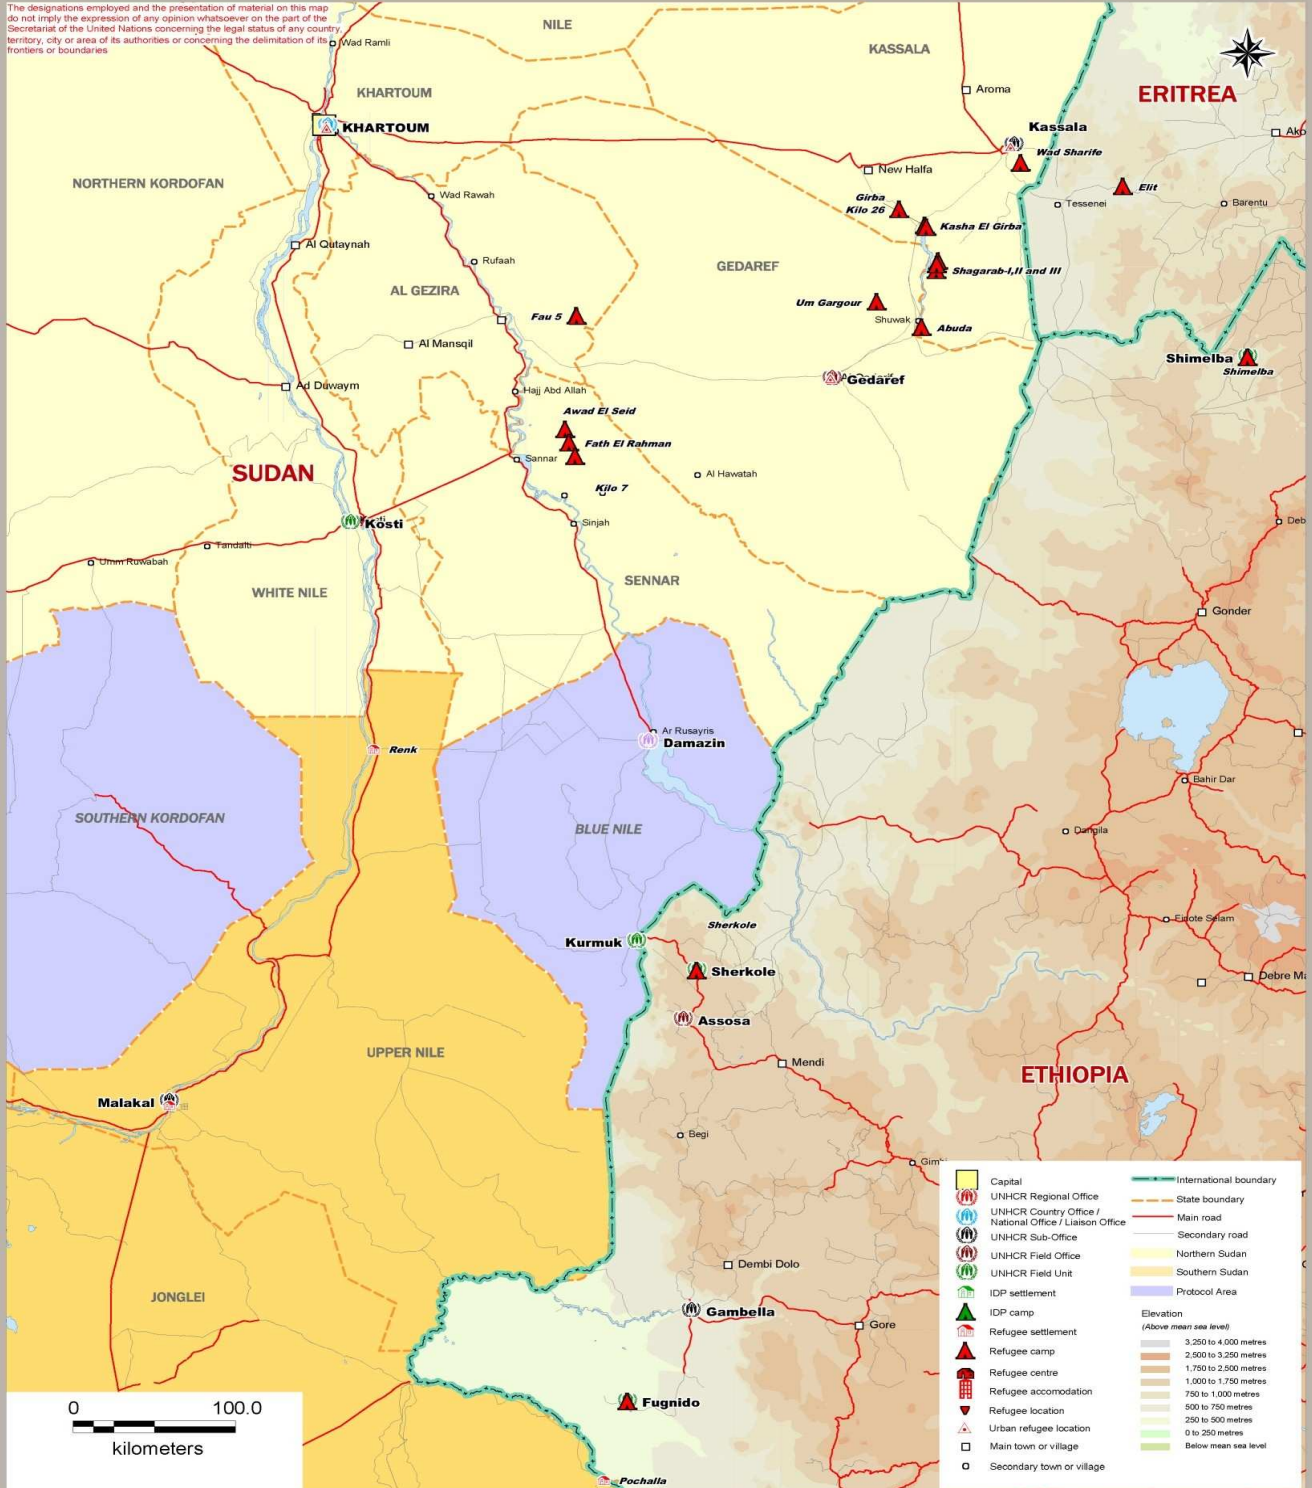 The designations employed and the presentation of material on this map
do not imply the expression of any opinion whatsoever on the part of the
Secretariat of the United Nations concerning the legal status of any country,
territory, city or area of its authorities or concerning the delimitation of its
frontiers or boundaries
NILE
KASSALA
Wad Ramli
KHARTOUM
Aroma
ERITREA
KHARTOUM
Kassala
Wad Sharife
New Halfa
NORTHERN KORDOFAN
Elit
Wad Rawah
Girba
Kilo 26
Tessenei
Barentu
Kasha El Girba
Al Qutaynah
Rufaah
GEDAREF
Shagarab-I,II and III
AL GEZIRA
Um Gargour
Fau 5
Shuwak
Abuda
Al Mansqil
Shimelba
Shimelba
Gedaref
Ad Duwaym
Hajj Abd Allah
Awad El Seid
Fath El Rahman
Sannar
SUDAN
Al Hawatah
Kilo 7
Kosti
Sinjah
Deb
Tandalti
Umm Ruwabah
WHITE NILE
SENNAR
Gonder
Ar Rusayris
Damazin
Renk
Bahir Dar
SOUTHERN KORDOFAN
BLUE NILE
Dangila
Sherkole
Finote Selam
Kurmuk
Sherkole
Debre Ma
Assosa
UPPER NILE
Mendi
ETHIOPIA
Malakal
Begi
Gimbi
Dembi Dolo
JONGLEI
Gambella
Gore
Fugnido
Pochalla
0 100.0
kilometers
Capital
UNHCR Regional Office
UNHCR Country Office /
National Office / Liaison Office
UNHCR Sub-Office
UNHCR Field Office
UNHCR Field Unit
IDP settlement
IDP camp
Refugee settlement
Refugee camp
Refugee centre
Refugee accomodation
Refugee location
Urban refugee location
Main town or village
Secondary town or village
International boundary
State boundary
Main road
Secondary road
Northern Sudan
Southern Sudan
Protocol Area
Elevation
(Above mean sea level)
3,250 to 4,000 metres
2,500 to 3,250 metres
1,750 to 2,500 metres
1,000 to 1,750 metres
750 to 1,000 metres
500 to 750 metres
250 to 500 metres
0 to 250 metres
Below mean sea level